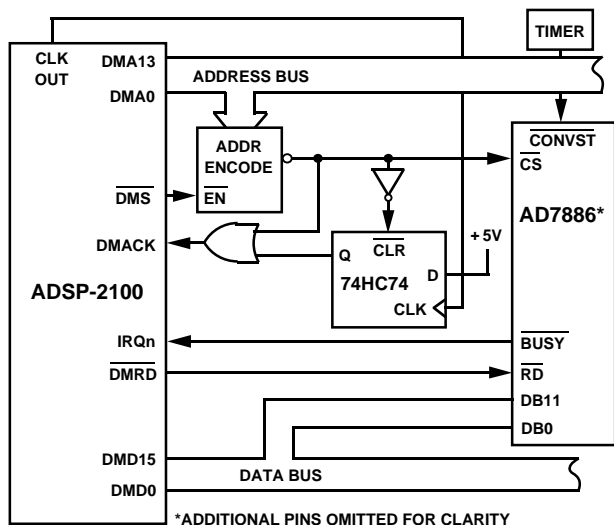 TIMER
CLK
OUT
DMA13
ADDRESS BUS
DMA0
CONVST
CS
ADDR
ENCODE
EN
DMS
AD7886*
+5V
DMACK
Q
CLR
D
74HC74
CLK
ADSP-2100
IRQn
BUSY
DMRD
RD
DB11
DB0
DMD15
DATA BUS
DMD0
*ADDITIONAL PINS OMITTED FOR CLARITY